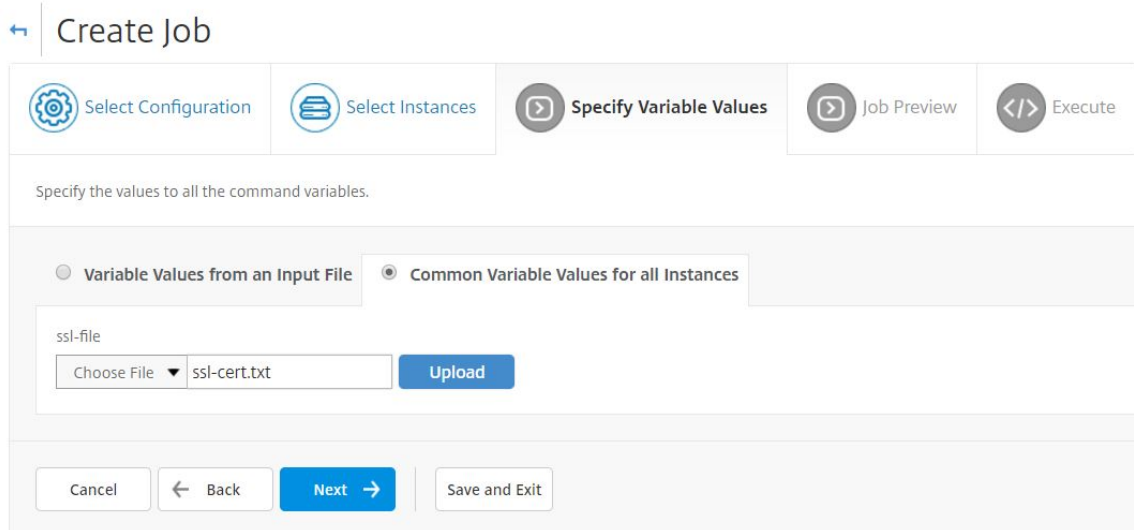 Create Job
Select Configuration Select Instances Specify Variable Values Job Preview </> Execute
Specify the values to all the command variables.
Variable Values from an Input File Common Variable Values for all Instances
ssl-file
Choose File ssl-cert.txt Upload
Cancel Back Next Save and Exit